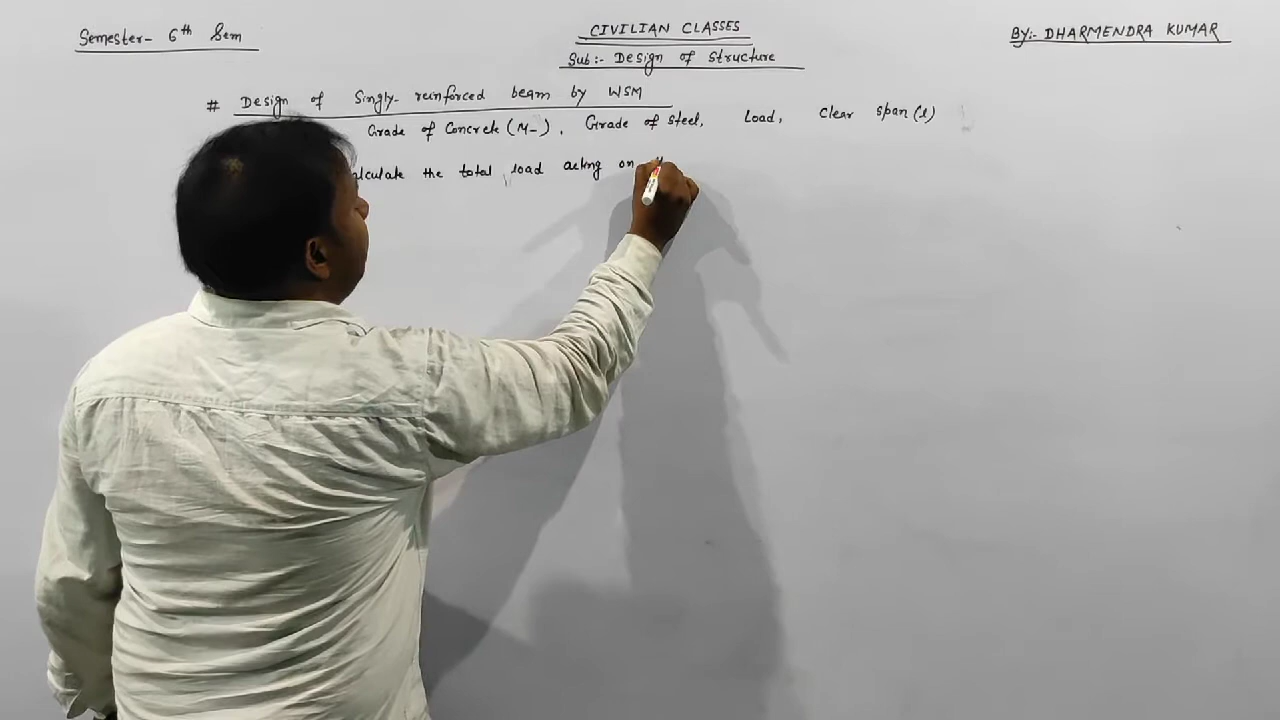 Semester- 6th Sem
CIVILIAN CLASSES
By:- DHARMENDRA KUMAR
Sub:- Design of Structure
# Design of Singly-reinforced beam by WSM
Grade of Concrete (M-), Grade of Steel, Load, Clear span (l)
alculate the total load acting on